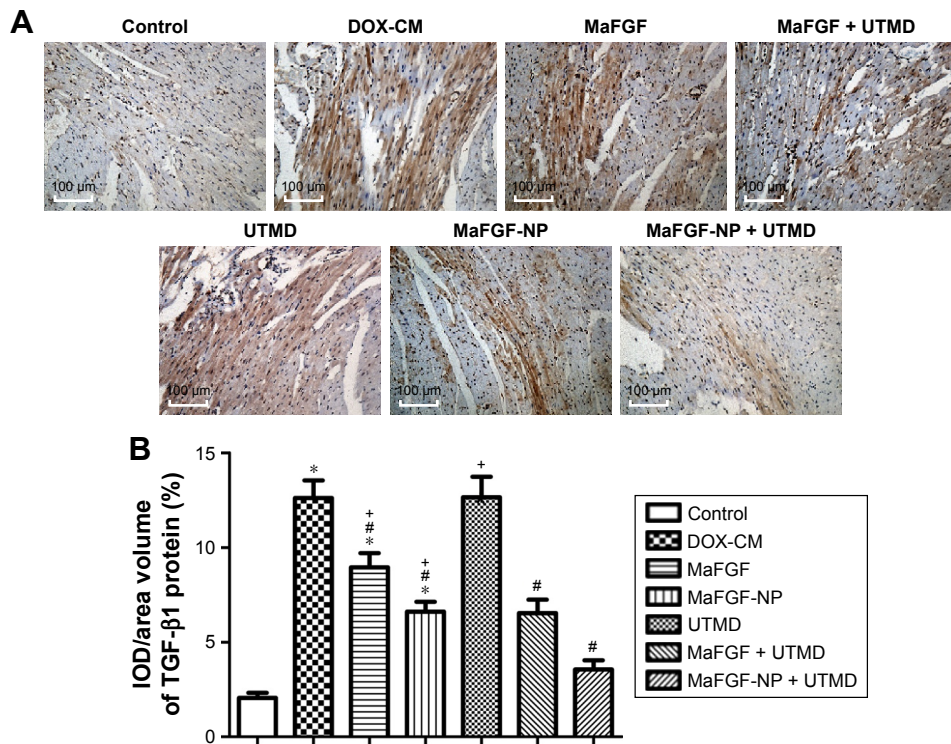 A
Control DOX-CM MaFGF MaFGF + UTMD
100 µm 100 µm 100 µm 100 µm
UTMD MaFGF-NP MaFGF-NP + UTMD
100 µm 100 µm 100 µm
B
IOD/area volume
of TGF-β1 protein (%)
15
10
5
0
*
+
#
*
+
#
*
+
#
#
Control
DOX-CM
MaFGF
MaFGF-NP
UTMD
MaFGF + UTMD
MaFGF-NP + UTMD